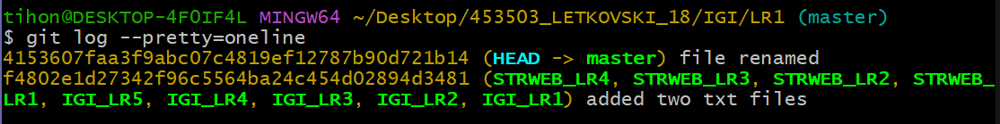 tihon@DESKTOP-4F0IF4L MINGW64 ~/Desktop/453503_LETKOVSKI_18/IGI/LR1 (master)
$ git log --pretty=oneline
4153607faa3f9abc07c4819ef12787b90d721b14 (HEAD -> master) file renamed
f4802e1d27342f96c5564ba24c454d02894d3481 (STRWEB_LR4, STRWEB_LR3, STRWEB_LR2, STRWEB_
LR1, IGI_LR5, IGI_LR4, IGI_LR3, IGI_LR2, IGI_LR1) added two txt files